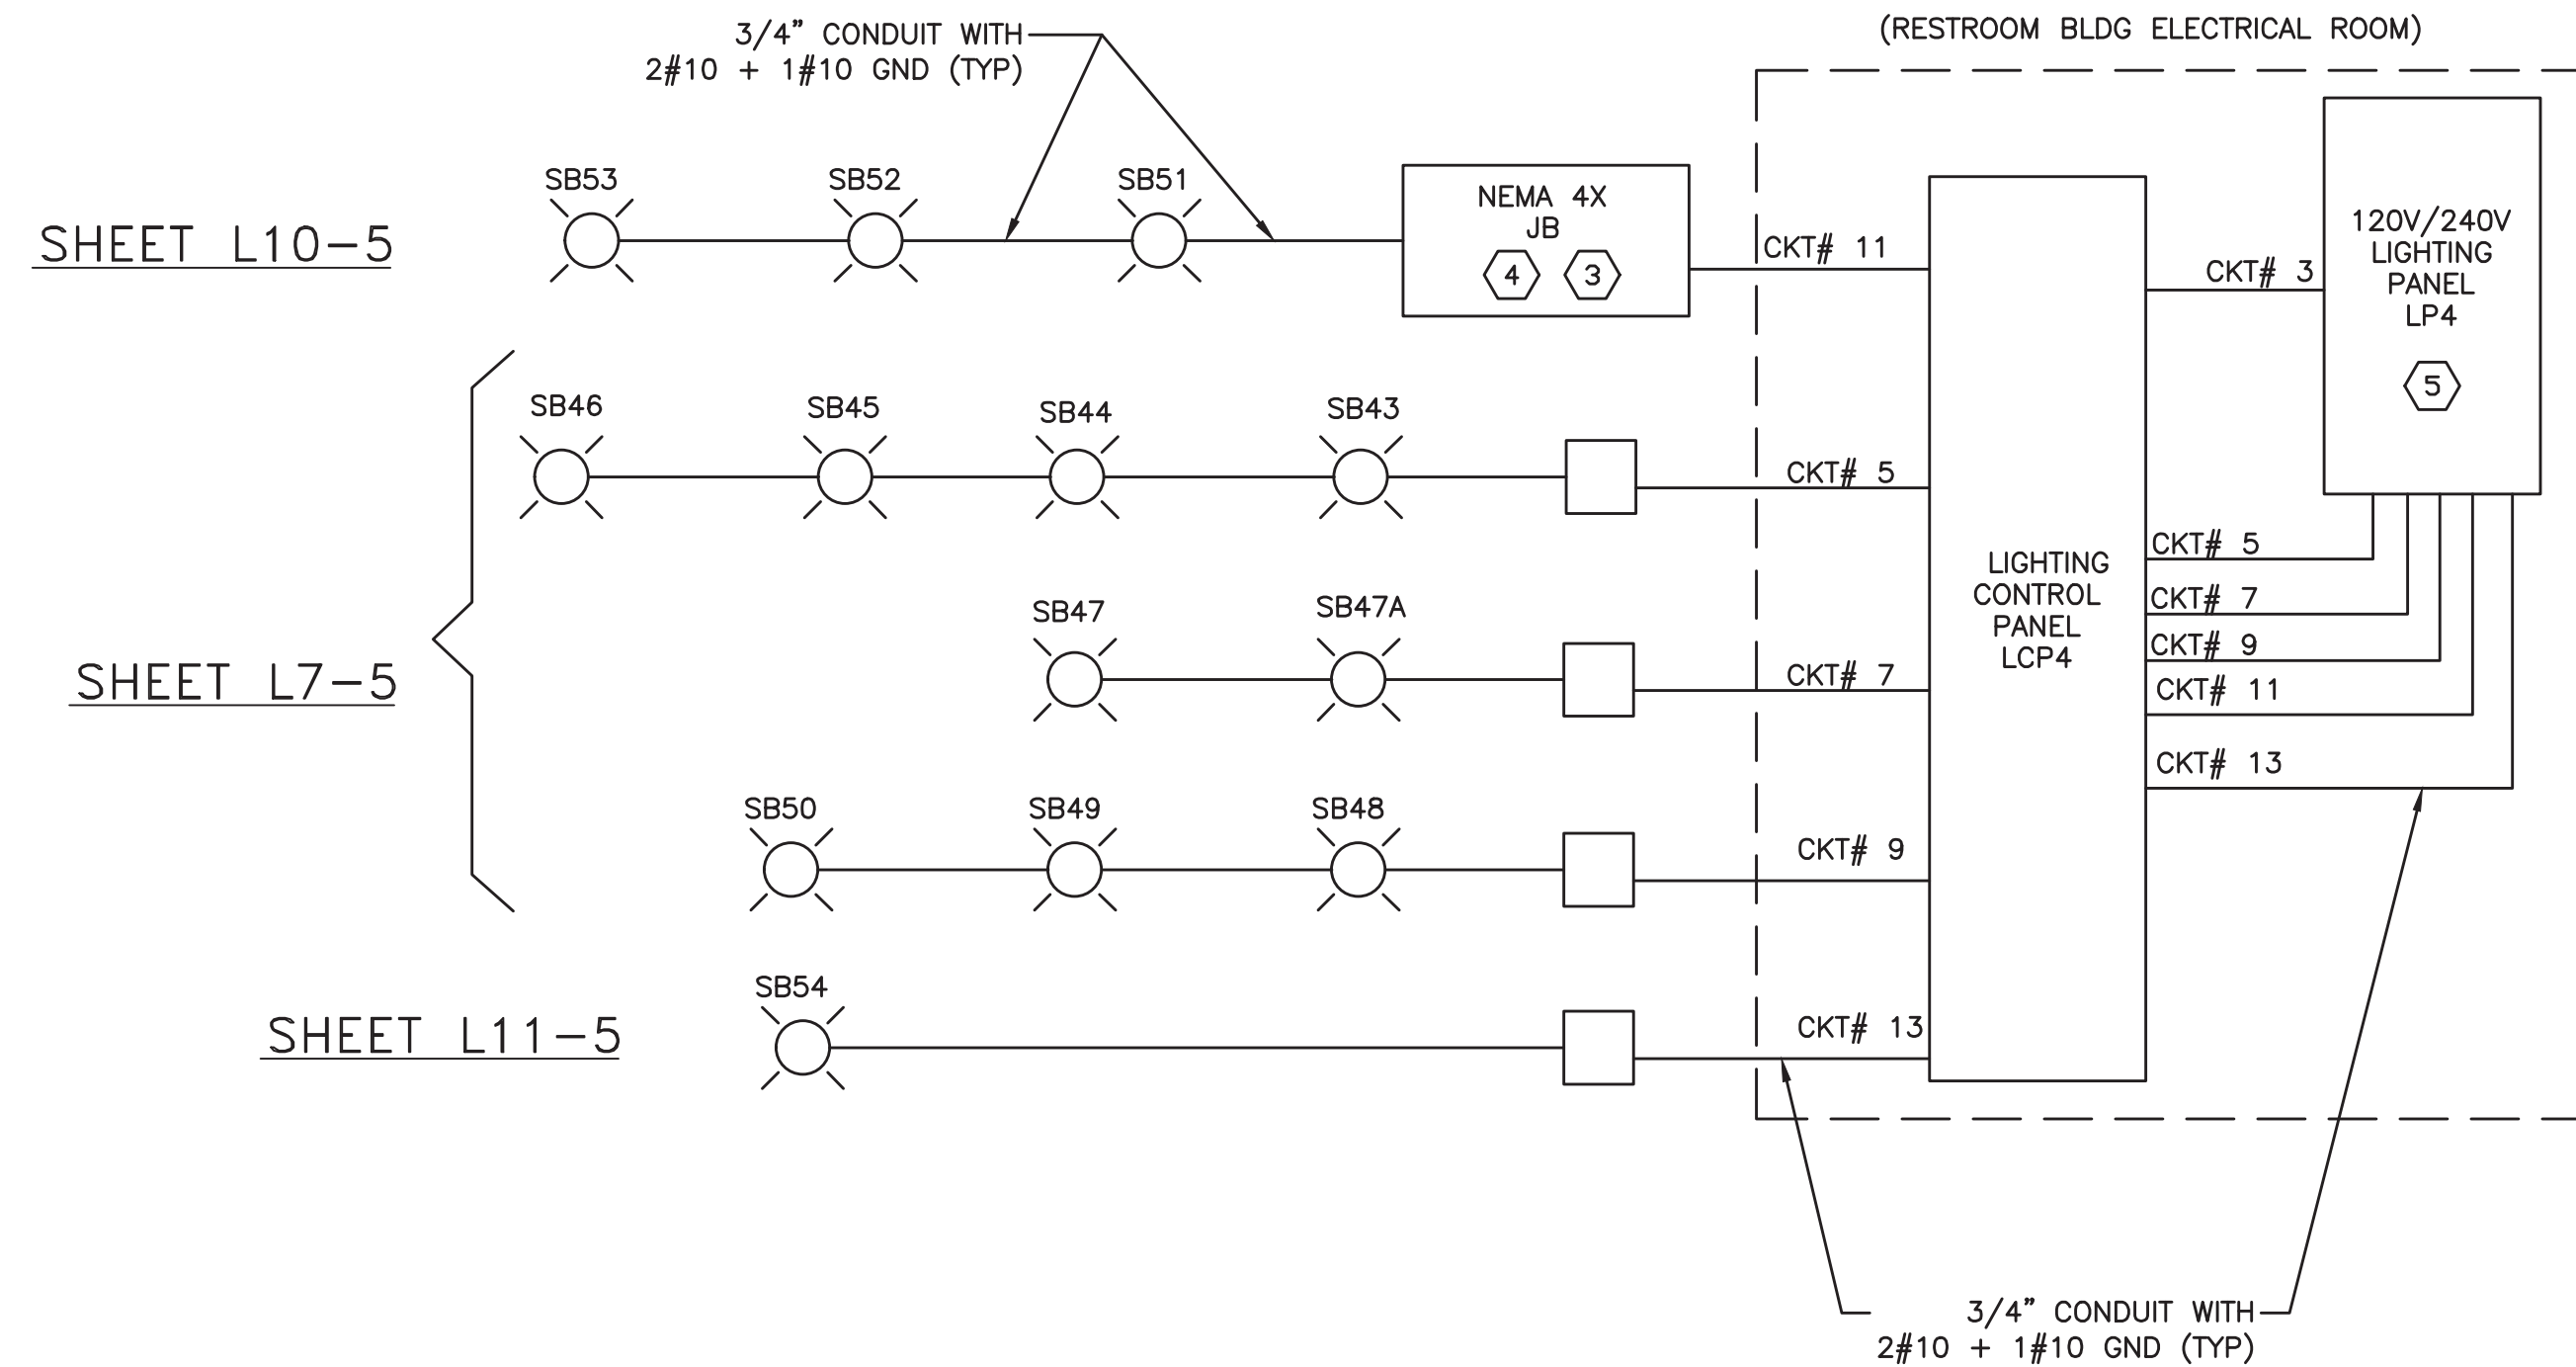 3/4" CONDUIT WITH
2#10 + 1#10 GND (TYP)
(RESTROOM BLDG ELECTRICAL ROOM)
SHEET L10-5
SB53
SB52
SB51
NEMA 4X
JB
4
3
CKT# 11
CKT# 3
120V/240V
LIGHTING
PANEL
LP4
5
SHEET L7-5
SB46
SB45
SB44
SB43
CKT# 5
SB47
SB47A
CKT# 7
SB50
SB49
SB48
CKT# 9
LIGHTING
CONTROL
PANEL
LCP4
CKT# 5
CKT# 7
CKT# 9
CKT# 11
CKT# 13
SHEET L11-5
SB54
CKT# 13
3/4" CONDUIT WITH
2#10 + 1#10 GND (TYP)